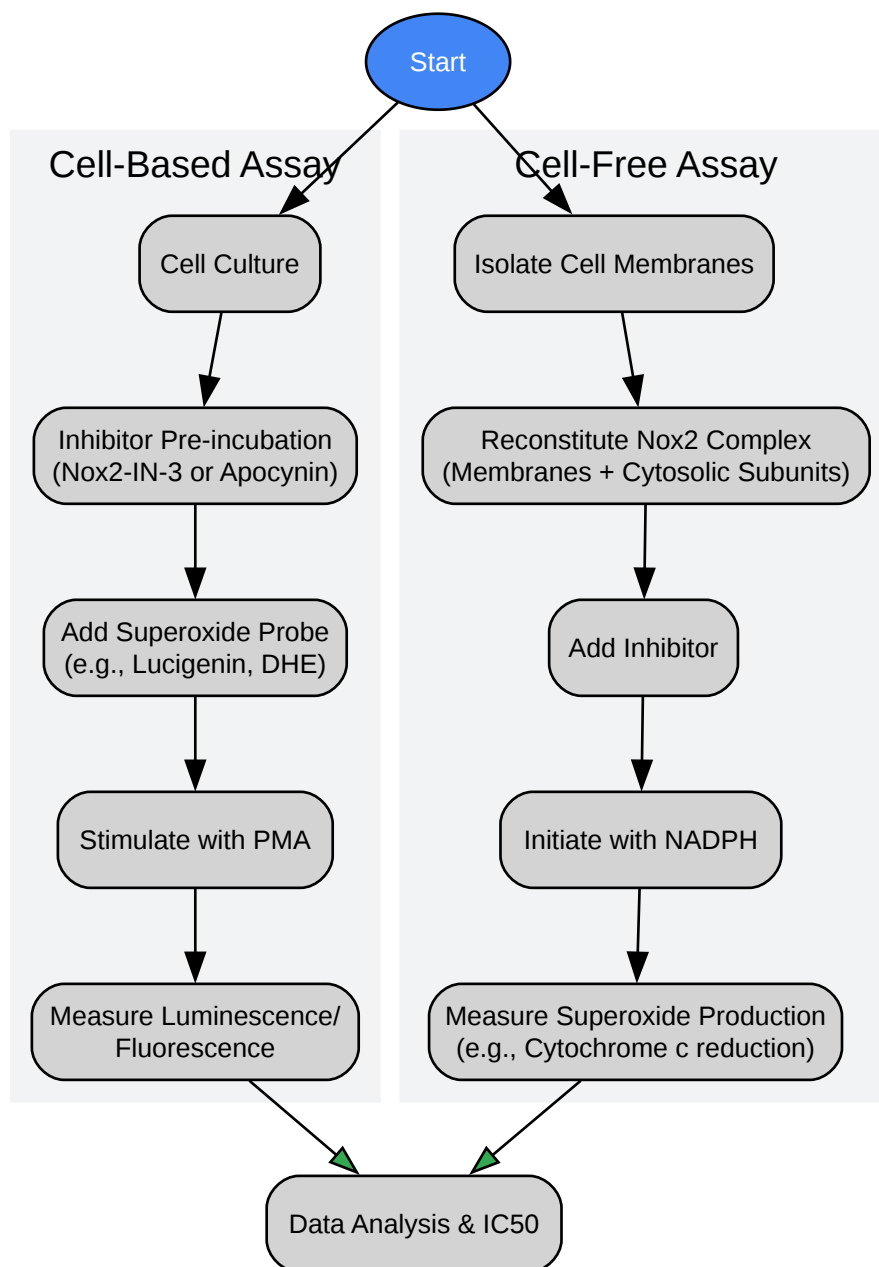 Start
Cell-Based Assay
Cell Culture
Inhibitor Pre-incubation
(Nox2-IN-3 or Apocynin)
Add Superoxide Probe
(e.g., Lucigenin, DHE)
Stimulate with PMA
Measure Luminescence/
Fluorescence
Cell-Free Assay
Isolate Cell Membranes
Reconstitute Nox2 Complex
(Membranes + Cytosolic Subunits)
Add Inhibitor
Initiate with NADPH
Measure Superoxide Production
(e.g., Cytochrome c reduction)
Data Analysis & IC50